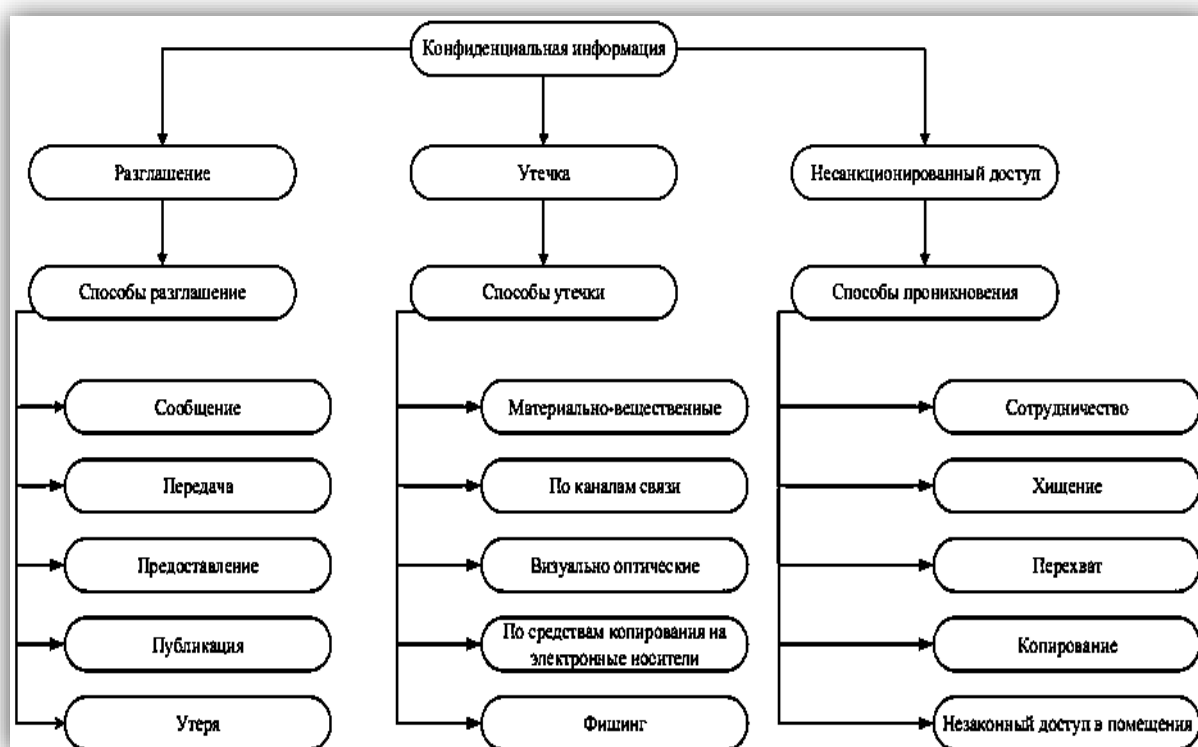 Конфиденциальная информация
Разглашение
Утечка
Несанкционированный доступ
Способы разглашение
Способы утечки
Способы проникновения
Сообщение
Материально-вещественные
Сотрудничество
Передача
По каналам связи
Хищение
Предоставление
Визуально оптические
Перехват
Публикация
По средствам копирования на
электронные носители
Копирование
Утеря
Фишинг
Незаконный доступ в помещения